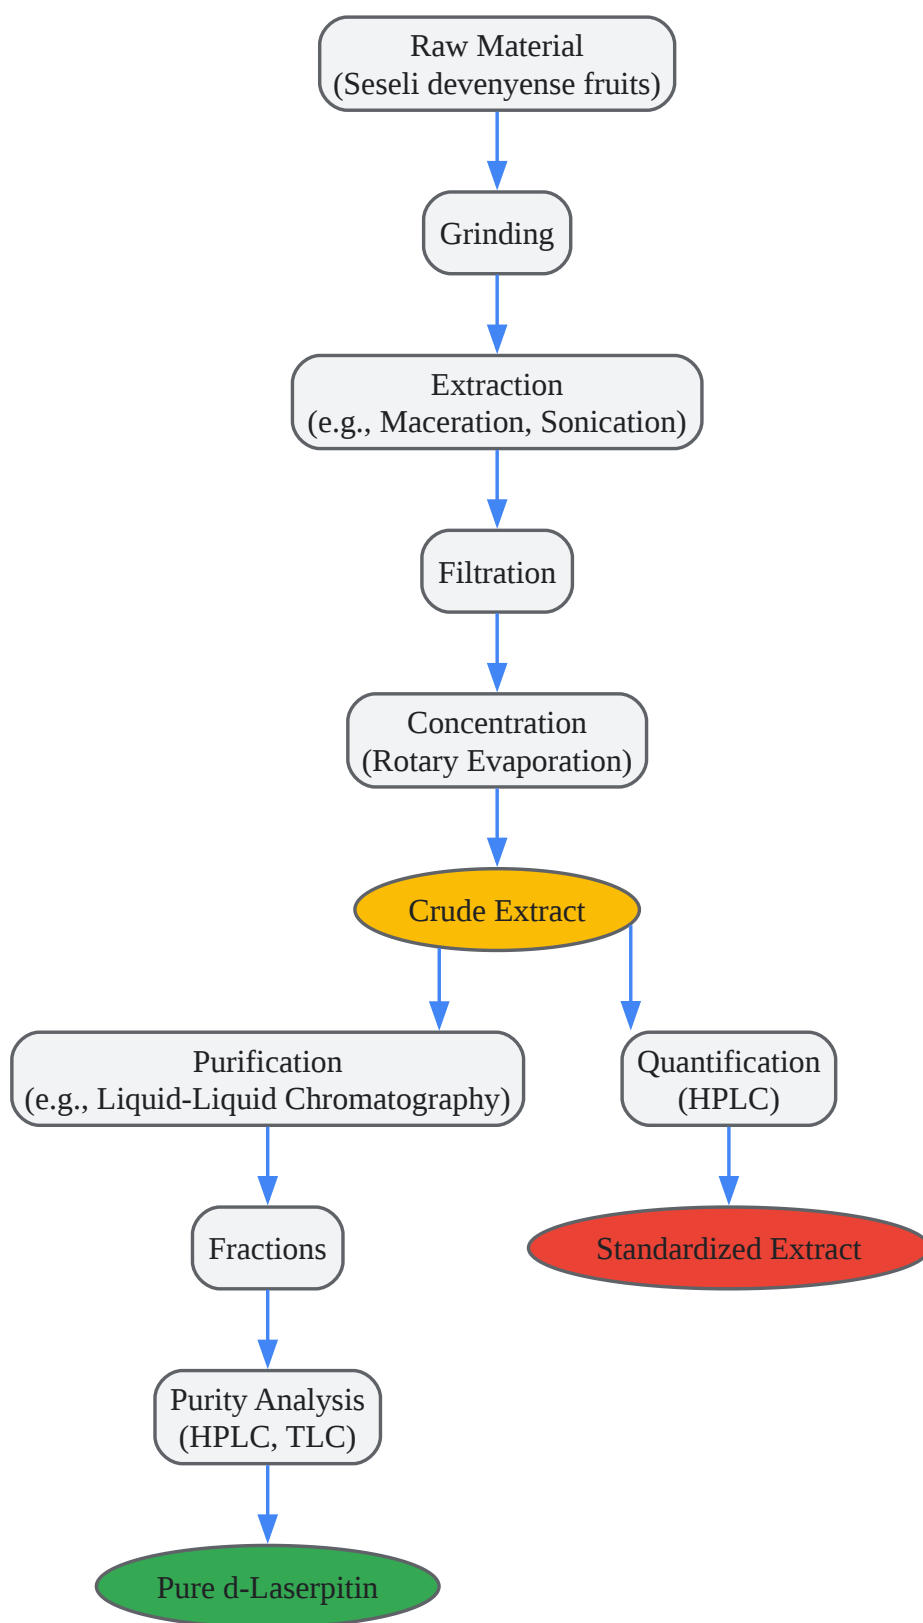 Raw Material
(Seseli devenyense fruits)
Grinding
Extraction
(e.g., Maceration, Sonication)
Filtration
Concentration
(Rotary Evaporation)
Crude Extract
Purification
(e.g., Liquid-Liquid Chromatography)
Quantification
(HPLC)
Fractions
Standardized Extract
Purity Analysis
(HPLC, TLC)
Pure d-Laserpitin